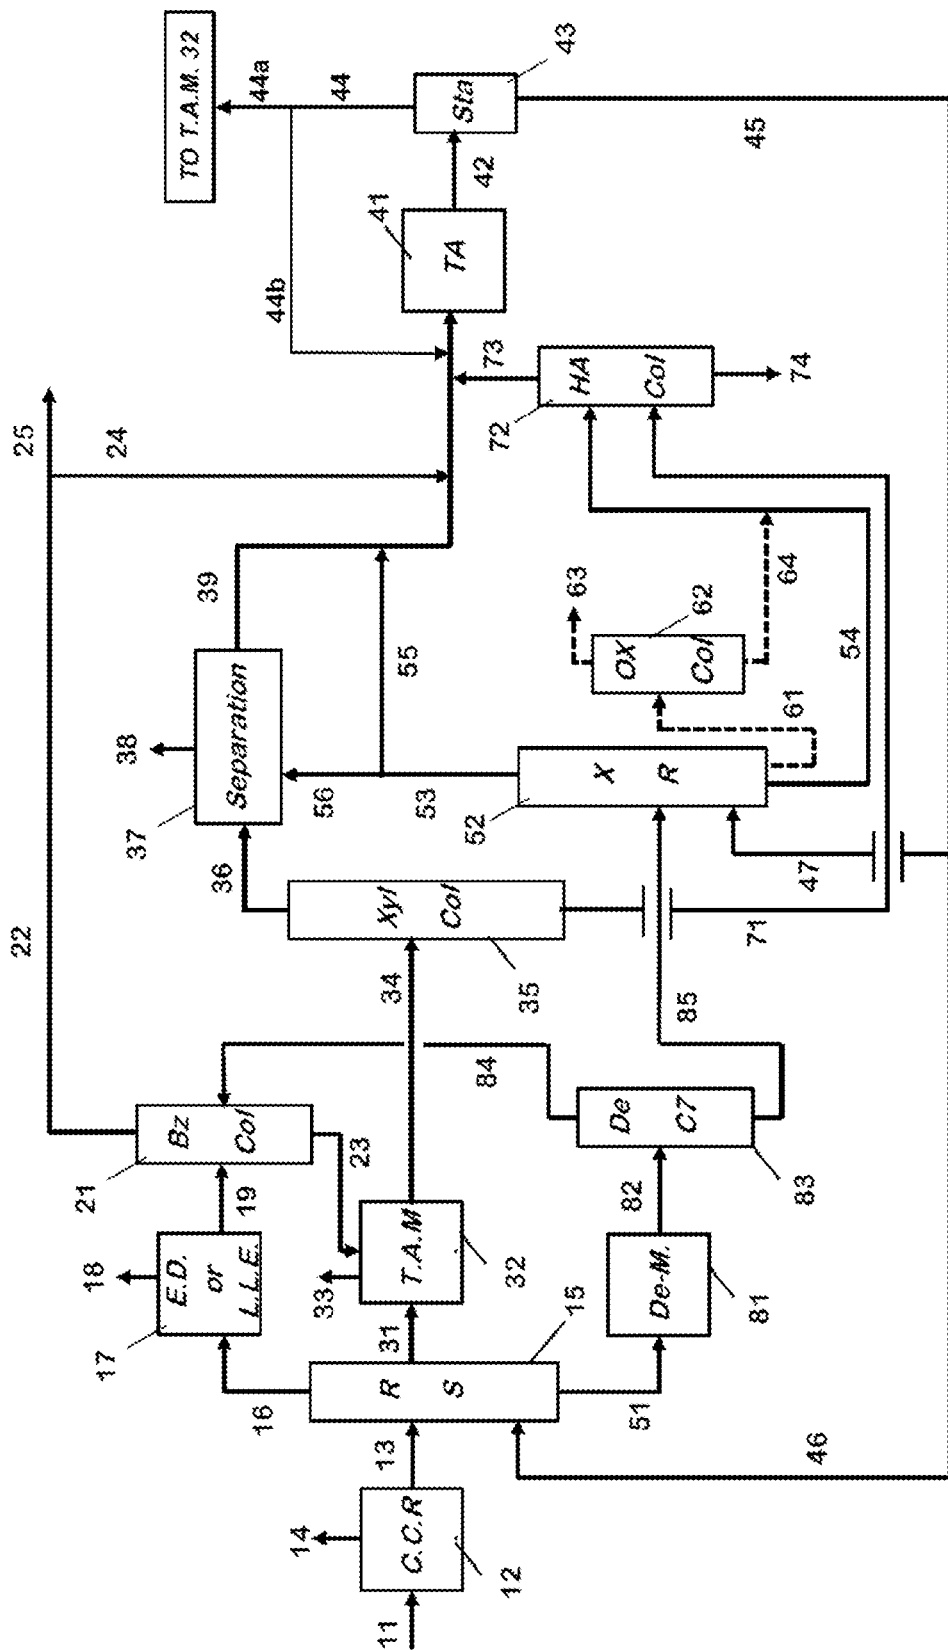 TO T.A.M. 32
44a
44
43
Sta
45
42
41
TA
44b
25
24
73
HA
Col
72
74
39
55
38
Separation
37
36
56
53
63
OX
Col
62
64
61
54
X
R
52
47
22
Xyl
Col
35
34
71
85
84
Bz
Col
21
23
19
De
C7
83
82
18
E.D.
or
L.L.E.
17
T.A.M
32
33
31
De-M.
81
16
R
S
15
51
13
14
C.C.R
12
11
46